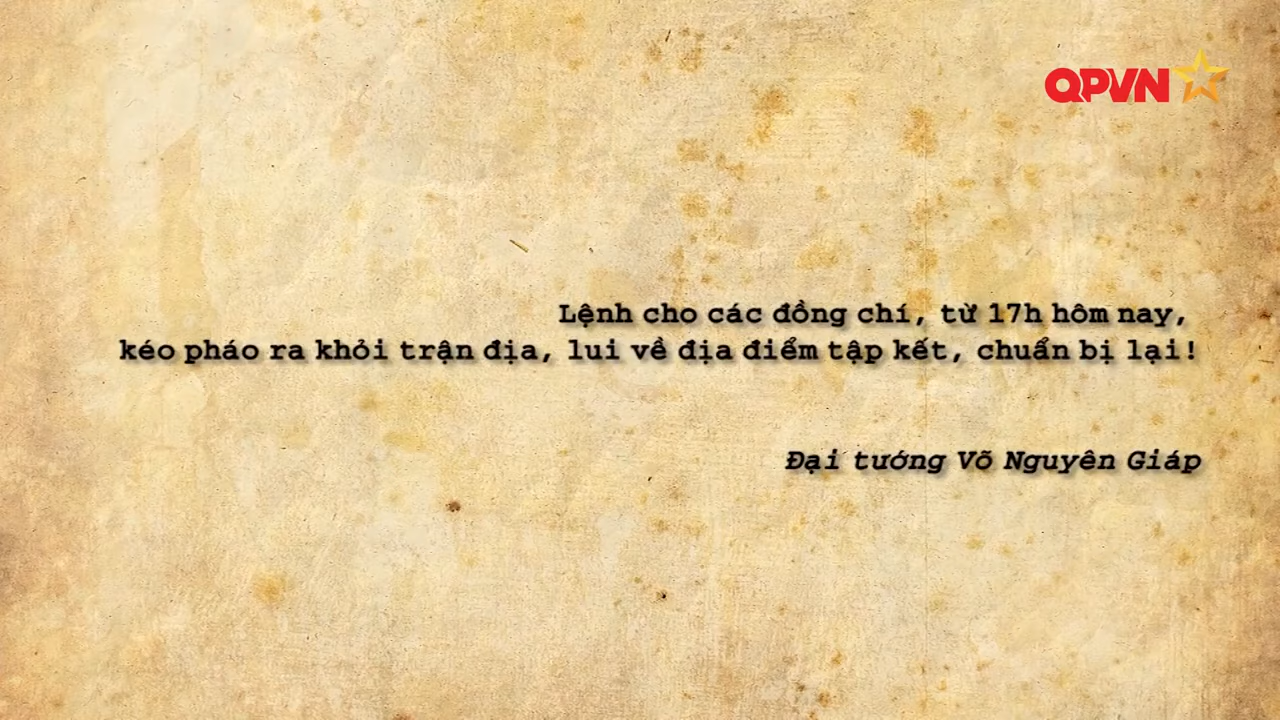 QPVN
Lệnh cho các đồng chí, từ 17h hôm nay,
kéo pháo ra khỏi trận địa, lui về địa điểm tập kết, chuẩn bị lại!
Đại tướng Võ Nguyên Giáp